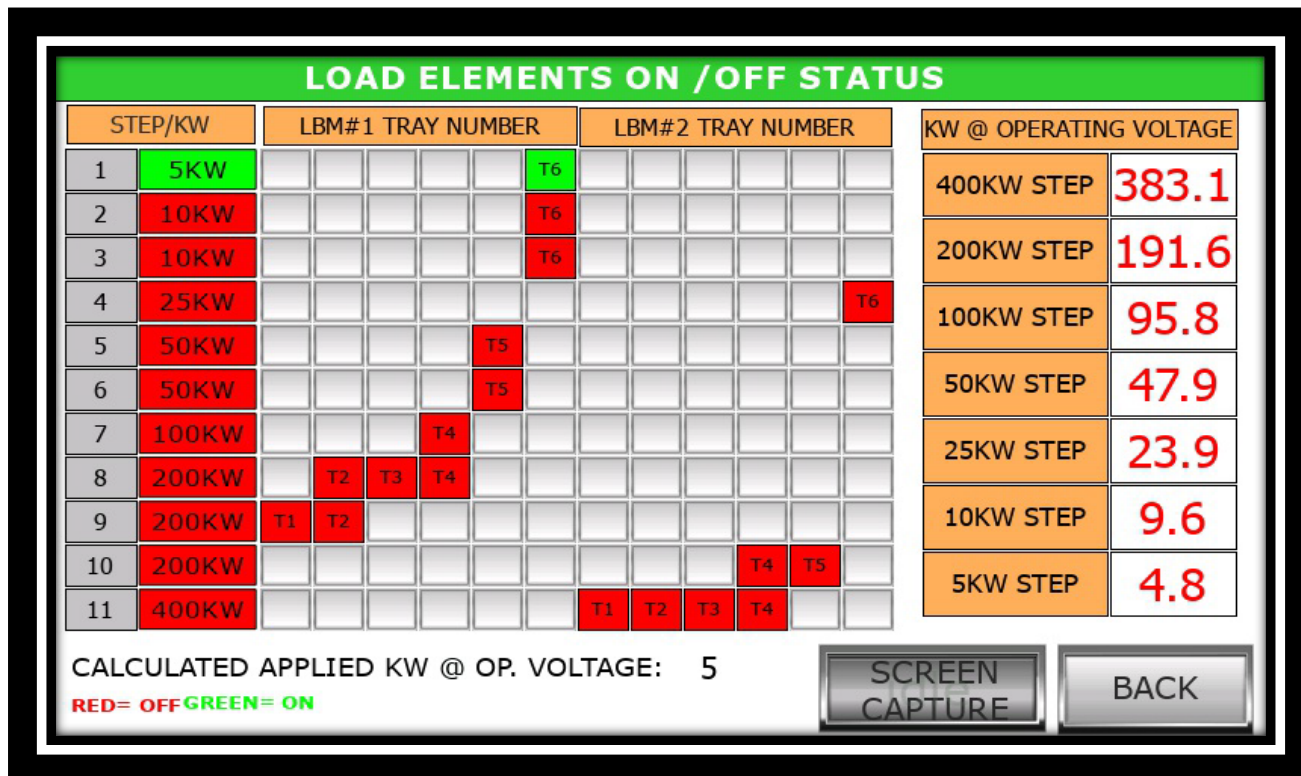 LOAD ELEMENTS ON /OFF STATUS
STEP/KW LBM#1 TRAY NUMBER LBM#2 TRAY NUMBER KW @ OPERATING VOLTAGE
1 5KW T6
2 10KW T6
3 10KW T6
4 25KW T6
5 50KW T5
6 50KW T5
7 100KW T4
8 200KW T2 T3 T4
9 200KW T1 T2
10 200KW T4 T5
11 400KW T1 T2 T3 T4
400KW STEP 383.1
200KW STEP 191.6
100KW STEP 95.8
50KW STEP 47.9
25KW STEP 23.9
10KW STEP 9.6
5KW STEP 4.8
CALCULATED APPLIED KW @ OP. VOLTAGE: 5
RED= OFF GREEN= ON
SCREEN
Idle
CAPTURE
BACK